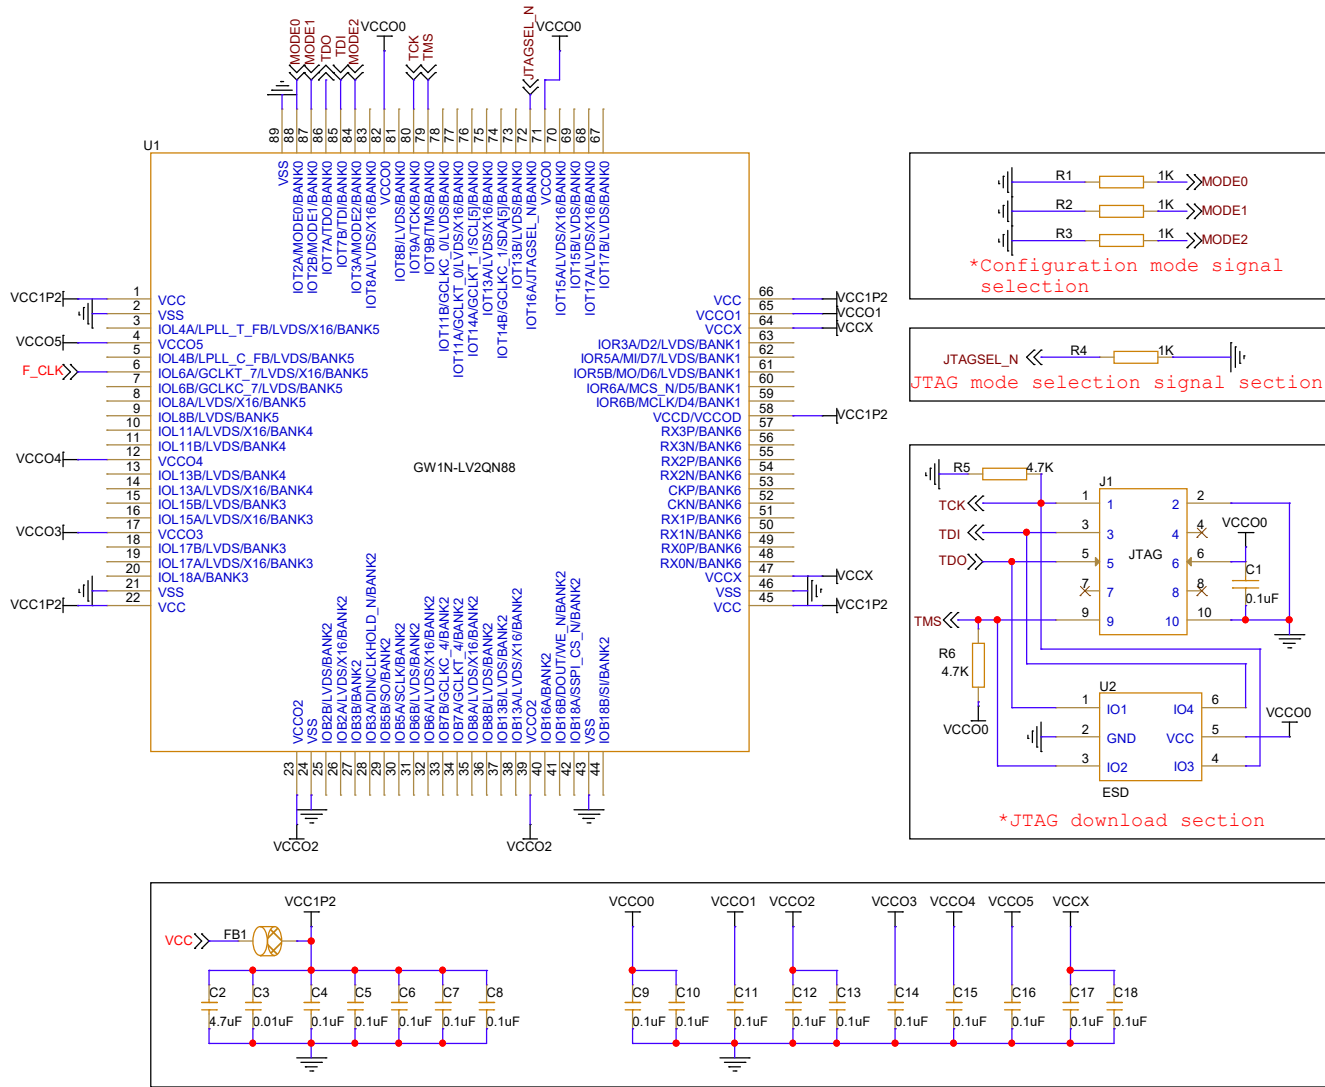 MODE0
MODE1
TDO
TDI
MODE2
VCCO0
TCK
TMS
JTAGSEL_N
VCCO0
89
88
87
86
85
84
83
82
81
80
79
78
77
76
75
74
73
72
71
70
69
68
67
U1
VSS
IOT2A/MODE0/BANK0
IOT2B/MODE1/BANK0
IOT7A/TDO/BANK0
IOT7B/TDI/BANK0
IOT3A/MODE2/BANK0
IOT8A/LVDS/X16/BANK0
VCCO0
IOT8B/LVDS/BANK0
IOT9A/TCK/BANK0
IOT9B/TMS/BANK0
IOT11B/GCLKC_0/LVDS/BANK0
IOT11A/GCLKT_0/LVDS/X16/BANK0
IOT14A/GCLKT_1/SCL[5]/BANK0
IOT13A/LVDS/X16/BANK0
IOT14B/GCLKC_1/SDA[5]/BANK0
IOT13B/LVDS/BANK0
IOT16A/JTAGSEL_N/BANK0
VCCO0
IOT15A/LVDS/X16/BANK0
IOT15B/LVDS/BANK0
IOT17A/LVDS/X16/BANK0
IOT17B/LVDS/BANK0
VCC1P2 1 VCC
2 VSS
3 IOL4A/LPLL_T_FB/LVDS/X16/BANK5
VCCO5 4 VCCO5
5 IOL4B/LPLL_C_FB/LVDS/BANK5
F_CLK 6 IOL6A/GCLKT_7/LVDS/X16/BANK5
7 IOL6B/GCLKC_7/LVDS/BANK5
8 IOL8A/LVDS/X16/BANK5
9 IOL8B/LVDS/BANK5
10 IOL11A/LVDS/X16/BANK4
11 IOL11B/LVDS/BANK4
VCCO4 12 VCCO4
13 IOL13B/LVDS/BANK4
14 IOL13A/LVDS/X16/BANK4
15 IOL15B/LVDS/BANK3
16 IOL15A/LVDS/X16/BANK3
VCCO3 17 VCCO3
18 IOL17B/LVDS/BANK3
19 IOL17A/LVDS/X16/BANK3
20 IOL18A/BANK3
21 VSS
VCC1P2 22 VCC
GW1N-LV2QN88
VCC 66 VCC1P2
VCCO1 65 VCCO1
VCCX 64 VCCX
IOR3A/D2/LVDS/BANK1 63
IOR5A/MI/D7/LVDS/BANK1 62
IOR5B/MO/D6/LVDS/BANK1 61
IOR6A/MCS_N/D5/BANK1 60
IOR6B/MCLK/D4/BANK1 59
VCCD/VCCOD 58 VCC1P2
RX3P/BANK6 57
RX3N/BANK6 56
RX2P/BANK6 55
RX2N/BANK6 54
CKP/BANK6 53
CKN/BANK6 52
RX1P/BANK6 51
RX1N/BANK6 50
RX0P/BANK6 49
RX0N/BANK6 48
VCCX 47 VCCX
VSS 46
VCC 45 VCC1P2
VCCO2
VSS
IOB2B/LVDS/BANK2
IOB2A/LVDS/X16/BANK2
IOB3B/BANK2
IOB3A/DIN/CLKHOLD_N/BANK2
IOB5B/SO/BANK2
IOB5A/SCLK/BANK2
IOB6B/LVDS/BANK2
IOB6A/LVDS/X16/BANK2
IOB7B/GCLKC_4/BANK2
IOB7A/GCLKT_4/BANK2
IOB8A/LVDS/X16/BANK2
IOB8B/LVDS/BANK2
IOB13B/LVDS/BANK2
IOB13A/LVDS/X16/BANK2
VCCO2
IOB16A/BANK2
IOB16B/DOUT/WE_N/BANK2
IOB18A/SSPI_CS_N/BANK2
VSS
IOB18B/SI/BANK2
23
24
25
26
27
28
29
30
31
32
33
34
35
36
37
38
39
40
41
42
43
44
VCCO2
VCCO2
R1 1K MODE0
R2 1K MODE1
R3 1K MODE2
*Configuration mode signal
selection
JTAGSEL_N R4 1K
JTAG mode selection signal section
R5 4.7K
J1
TCK 1 1 2 2
TDI 3 3 4 4
VCCO0
TDO 5 5 JTAG 6 6
C1
7 7 8 8
0.1uF
TMS 9 9 10 10
R6
4.7K
VCCO0
U2
1 IO1 IO4 6
2 GND VCC 5 VCCO0
3 IO2 IO3 4
ESD
*JTAG download section
VCC1P2
VCC FB1
C2 C3 C4 C5 C6 C7 C8
4.7uF 0.01uF 0.1uF 0.1uF 0.1uF 0.1uF 0.1uF
VCCO0 VCCO1 VCCO2 VCCO3 VCCO4 VCCO5 VCCX
C9 C10 C11 C12 C13 C14 C15 C16 C17 C18
0.1uF 0.1uF 0.1uF 0.1uF 0.1uF 0.1uF 0.1uF 0.1uF 0.1uF 0.1uF